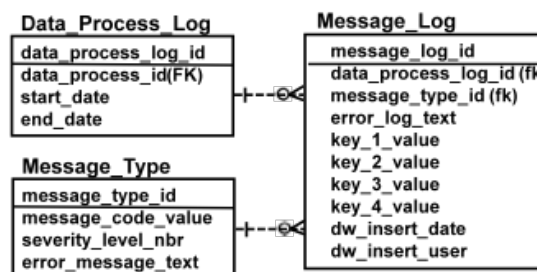 Data_Process_Log
data_process_log_id
data_process_id(FK)
start_date
end_date
Message_Type
message_type_id
message_code_value
severity_level_nbr
error_message_text
Message_Log
message_log_id
data_process_log_id (fk
message_type_id (fk)
error_log_text
key_1_value
key_2_value
key_3_value
key_4_value
dw_insert_date
dw_insert_user